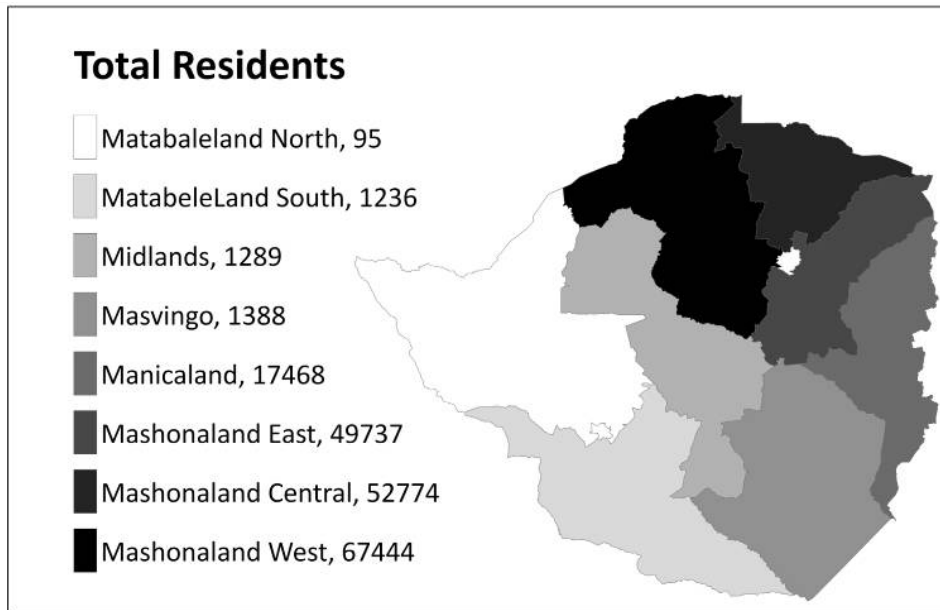 Total Residents
Matabaleland North, 95
MatabeleLand South, 1236
Midlands, 1289
Masvingo, 1388
Manicaland, 17468
Mashonaland East, 49737
Mashonaland Central, 52774
Mashonaland West, 67444